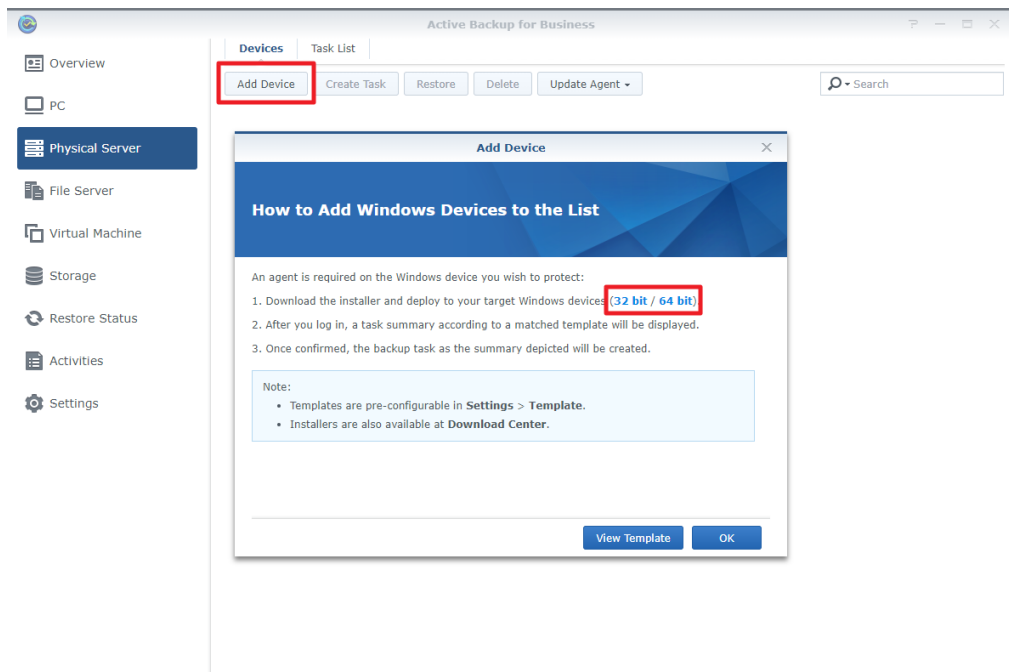 Active Backup for Business
Overview
PC
Physical Server
File Server
Virtual Machine
Storage
Restore Status
Activities
Settings
Devices Task List
Add Device Create Task Restore Delete Update Agent Search
Add Device
How to Add Windows Devices to the List
An agent is required on the Windows device you wish to protect:
1. Download the installer and deploy to your target Windows devices (32 bit / 64 bit)
2. After you log in, a task summary according to a matched template will be displayed.
3. Once confirmed, the backup task as the summary depicted will be created.
Note:
• Templates are pre-configurable in Settings > Template.
• Installers are also available at Download Center.
View Template OK